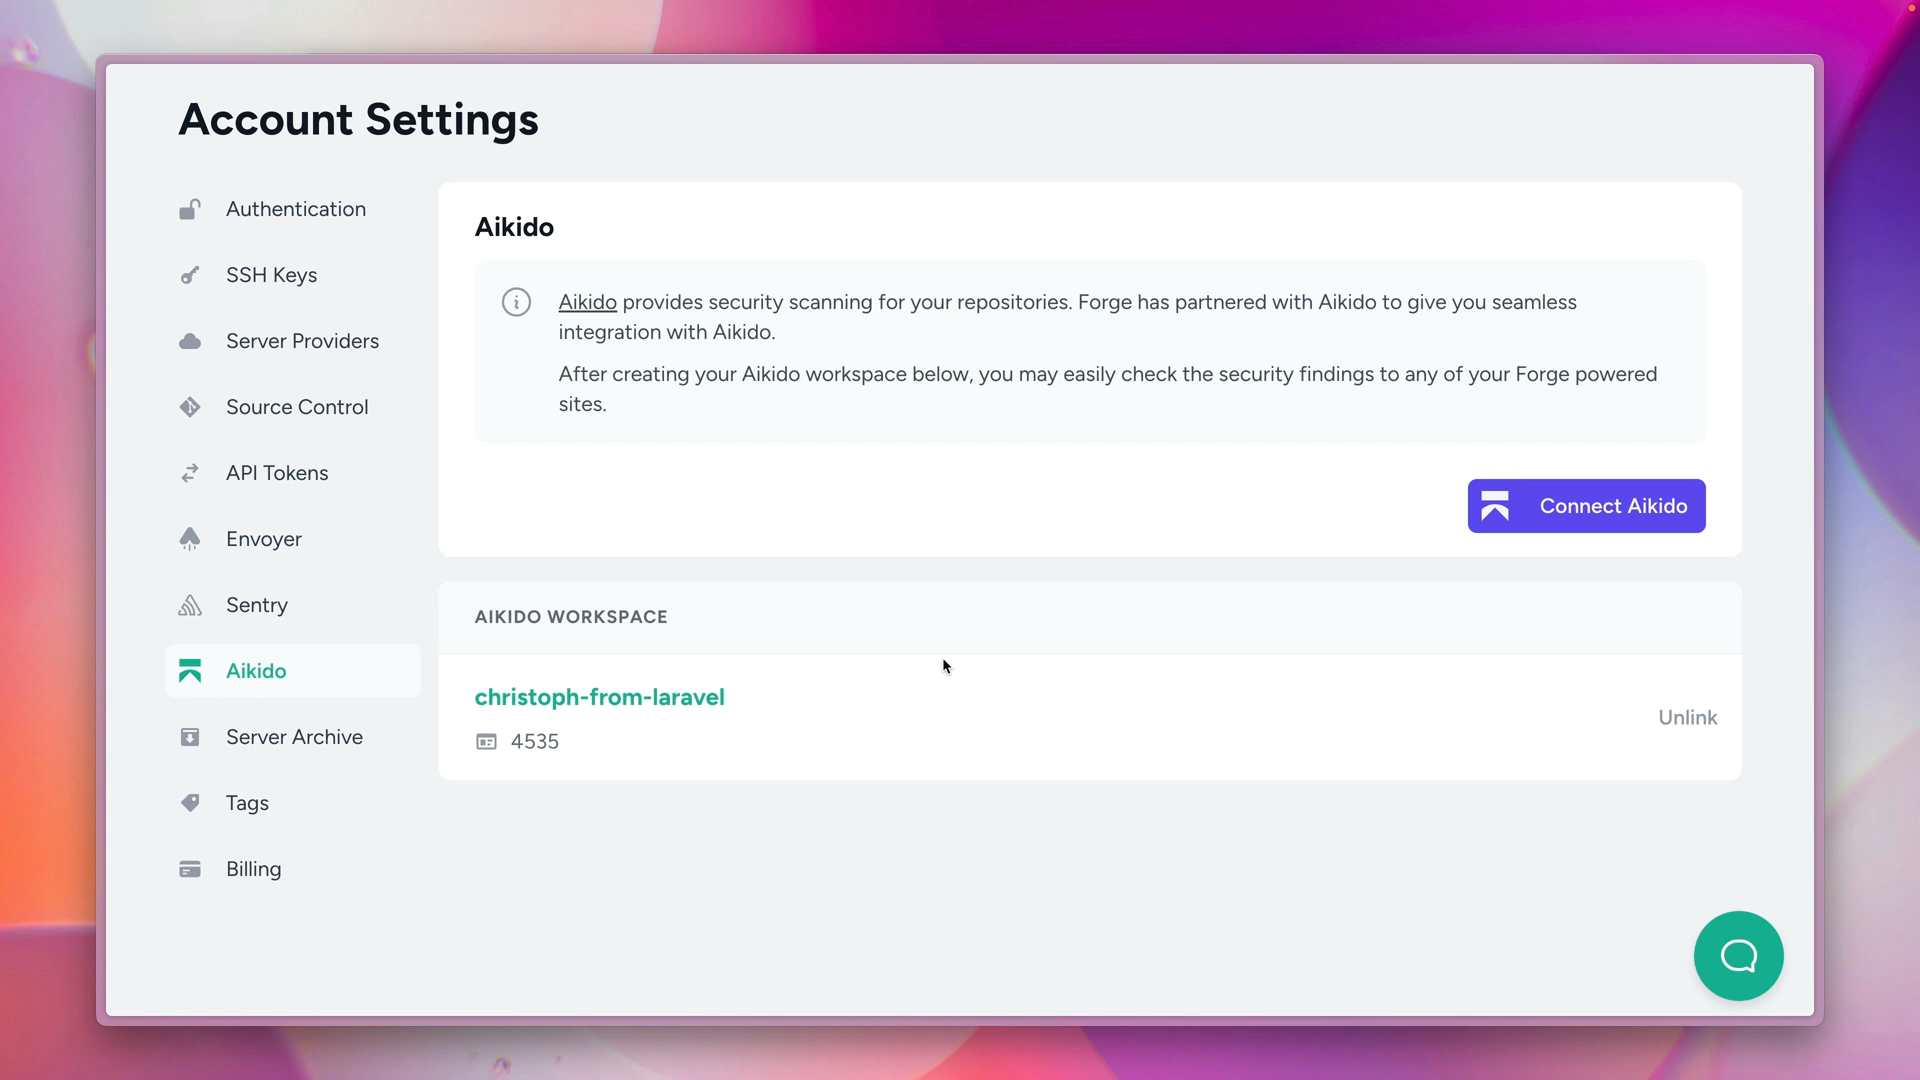 Account Settings
Authentication
SSH Keys
Server Providers
Source Control
API Tokens
Envoyer
Sentry
Aikido
Server Archive
Tags
Billing
Aikido
Aikido provides security scanning for your repositories. Forge has partnered with Aikido to give you seamless
integration with Aikido.
After creating your Aikido workspace below, you may easily check the security findings to any of your Forge powered
sites.
Connect Aikido
AIKIDO WORKSPACE
christoph-from-laravel
4535
Unlink